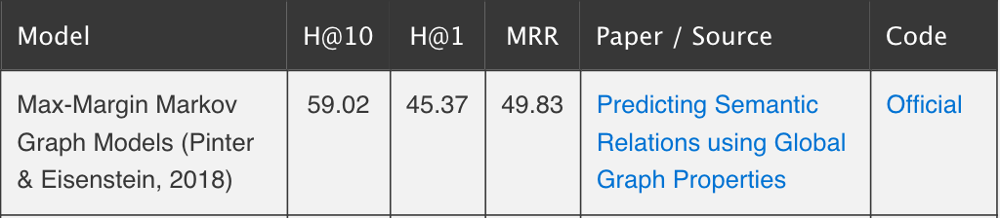 Model H@10 H@1 MRR Paper / Source Code
Max-Margin Markov 59.02 45.37 49.83 Predicting Semantic Official
Graph Models (Pinter Relations using Global
& Eisenstein, 2018) Graph Properties